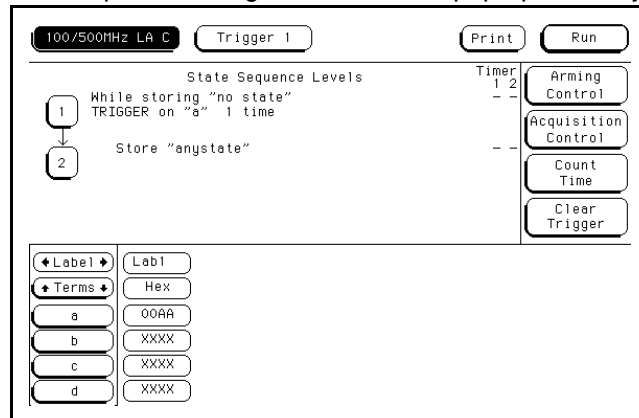 100/500MHz LA C Trigger 1 Print Run
State Sequence Levels Timer
1 2
While storing "no state" - -
1 TRIGGER on "a" 1 time
Store "anystate" - -
2
Arming Control
Acquisition Control
Count Time
Clear Trigger
Label Lab1
Terms Hex
a 00AA
b XXXX
c XXXX
d XXXX